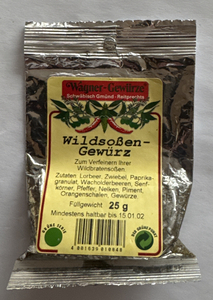 Wagner-Gewürze
Schwäbisch Gmünd - Rettprechts
Wildsoßen-
Gewürz
Zum Verfeinern Ihrer
Wildbratensoßen.
Zutaten: Lorbeer, Zwiebel, Paprika-
granulat, Wacholderbeeren, Senf-
körner, Pfeffer, Nelken, Piment,
Orangenschalen, Gewürze.
Füllgewicht: 25 g
Mindestens haltbar bis 15.01.02